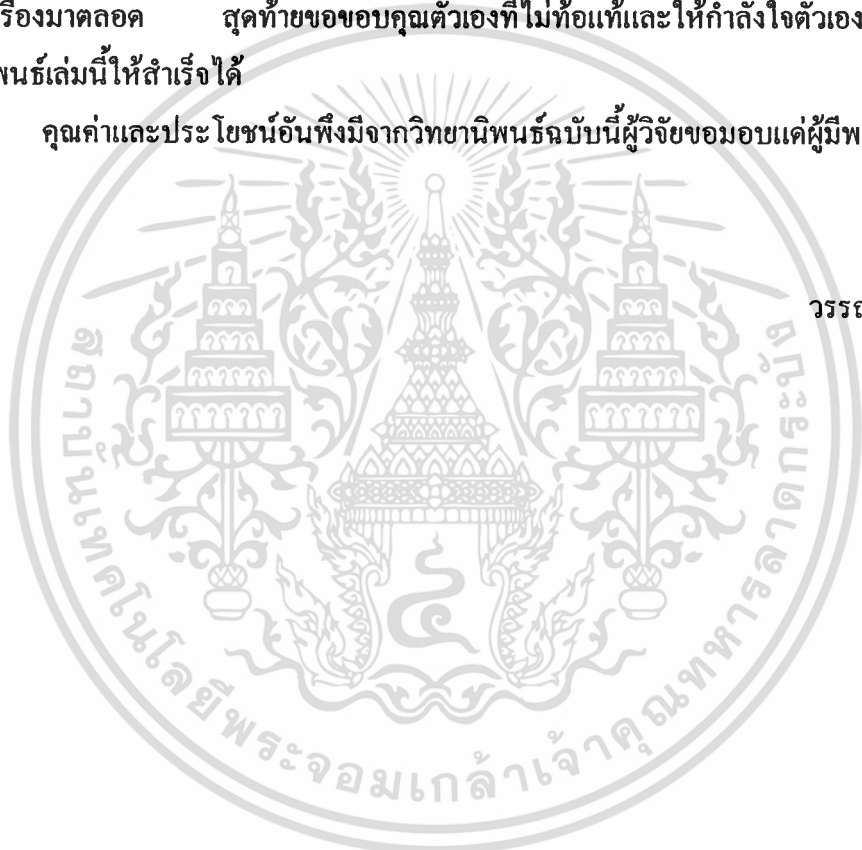 รื่องมาตลอด สุดท้ายขอขอบคุณตัวเองที่ไม่ท้อแท้และให้กำลังใจตัวเอง
พนธ์เล่มนี้ให้สำเร็จได้
คุณค่าและประโยชน์อันพึงมีจากวิทยานิพนธ์ฉบับนี้ผู้วิจัยขอมอบแด่ผู้มีพ
วรรณ
สถาบันเทคโนโลยีพระจอมเกล้าเจ้าคุณทหารลาดกระบัง
๔